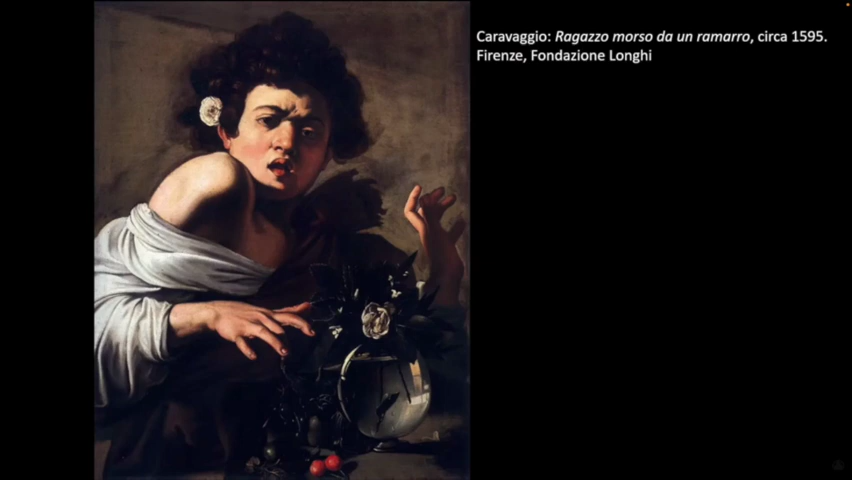 Caravaggio: Ragazzo morso da un ramarro, circa 1595.
Firenze, Fondazione Longhi